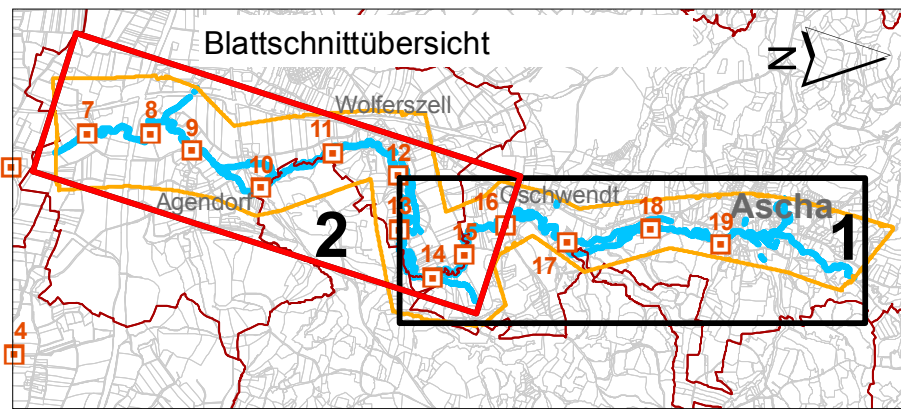 Blattschnittübersicht
N
Wolferszell
7
8
9
10
11
12
Agendorf
13
14
15
16
Gschwendt
17
18
19
Ascha
1
2
4